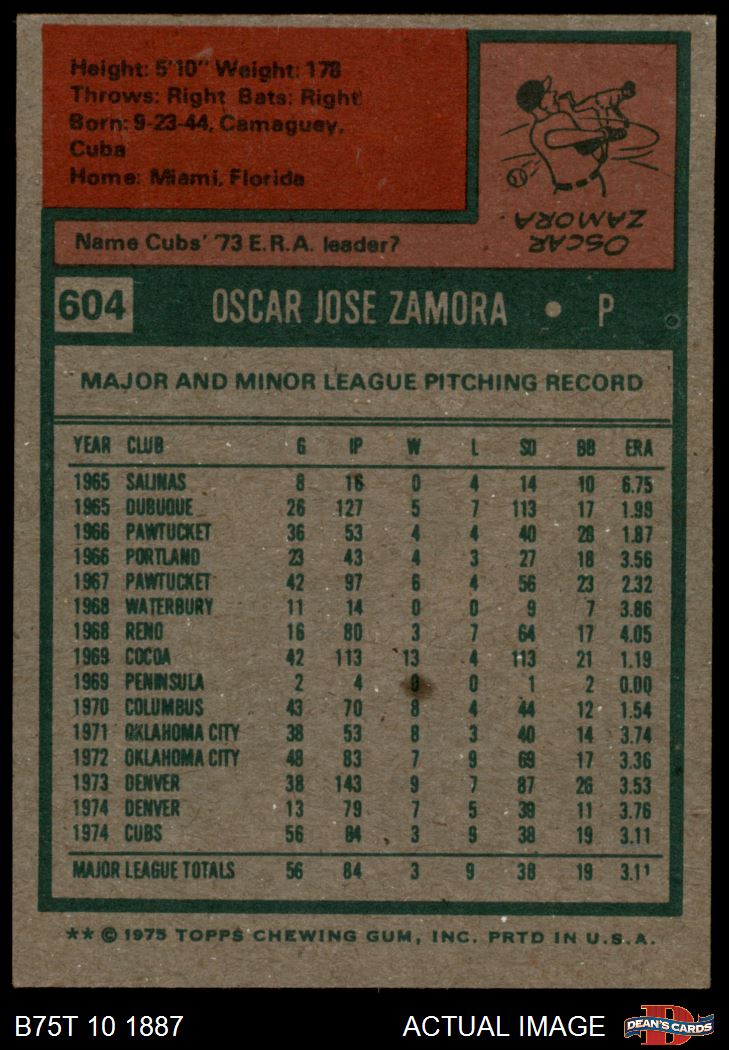 Height: 5'10" Weight: 178
Throws: Right Bats: Right
Born: 9-23-44, Camaguey,
Cuba
Home: Miami, Florida
OSCAR
ZAMORA
Name Cubs' '73 E.R.A. leader?
604 OSCAR JOSE ZAMORA • P
MAJOR AND MINOR LEAGUE PITCHING RECORD
YEAR CLUB G IP W L SO BB ERA
1965 SALINAS 8 16 0 4 14 10 6.75
1965 DUBUQUE 26 127 5 7 113 17 1.99
1966 PAWTUCKET 36 53 4 4 40 28 1.87
1966 PORTLAND 23 43 4 3 27 18 3.56
1967 PAWTUCKET 42 97 6 4 56 23 2.32
1968 WATERBURY 11 14 0 0 9 7 3.86
1968 RENO 16 80 3 7 64 17 4.05
1969 COCOA 42 113 13 4 113 21 1.19
1969 PENINSULA 2 4 0 0 1 2 0.00
1970 COLUMBUS 43 70 8 4 44 12 1.54
1971 OKLAHOMA CITY 38 53 8 3 40 14 3.74
1972 OKLAHOMA CITY 48 83 7 9 69 17 3.36
1973 DENVER 38 143 9 7 87 26 3.53
1974 DENVER 13 79 7 5 39 11 3.76
1974 CUBS 56 84 3 9 38 19 3.11
MAJOR LEAGUE TOTALS 56 84 3 9 38 19 3.11
** © 1975 TOPPS CHEWING GUM, INC. PRTD IN U.S.A.
B75T 10 1887 ACTUAL IMAGE
D
DEAN'S CARDS